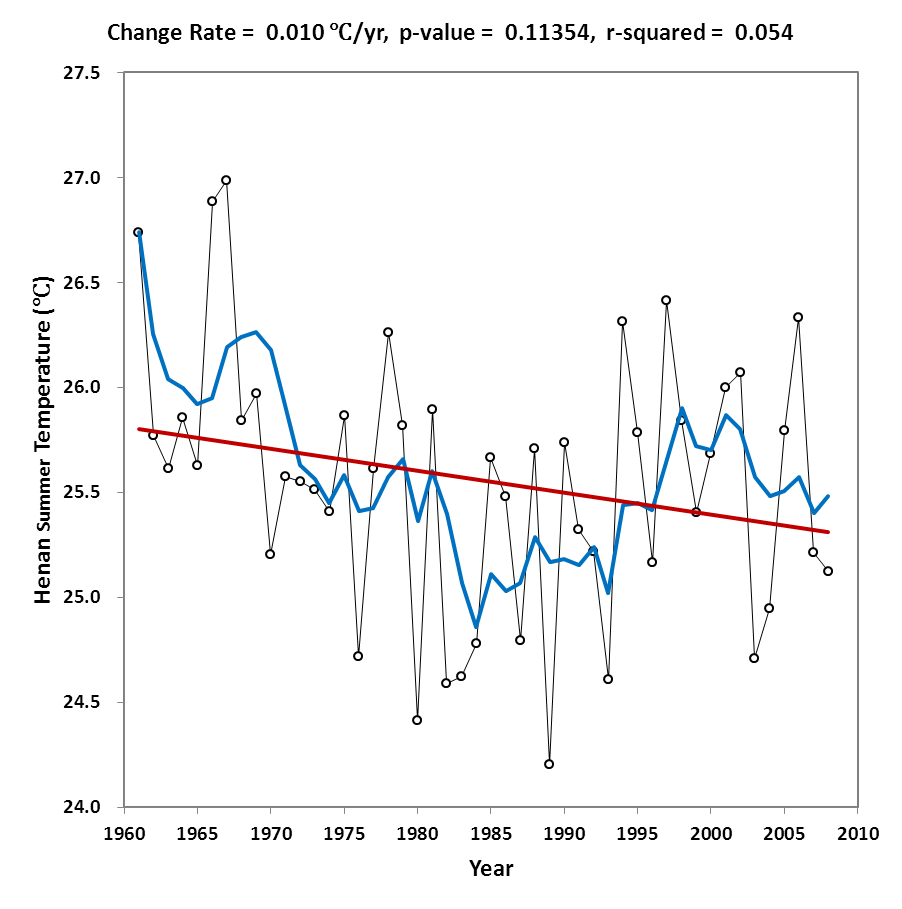 Change Rate = 0.010 ℃/yr, p-value = 0.11354, r-squared = 0.054
27.5
27.0
26.5
26.0
25.5
25.0
24.5
24.0
Henan Summer Temperature (℃)
1960 1965 1970 1975 1980 1985 1990 1995 2000 2005 2010
Year